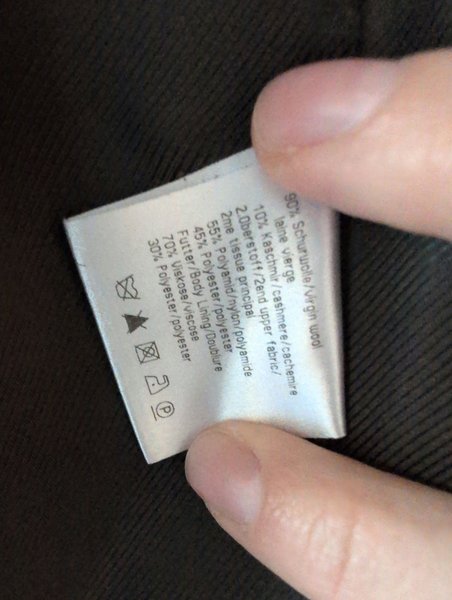 90% Schurwolle/Virgin wool
laine vierge
10% Kaschmir/cashmere/cachemire
2.Oberstoff/2end upper fabric/
2me tissue principal
55% Polyamid/nylon/polyamide
45% Polyester/polyester
Futter/Body Lining/Doublure
70% Viskose/viscose
30% Polyester/polyester
P